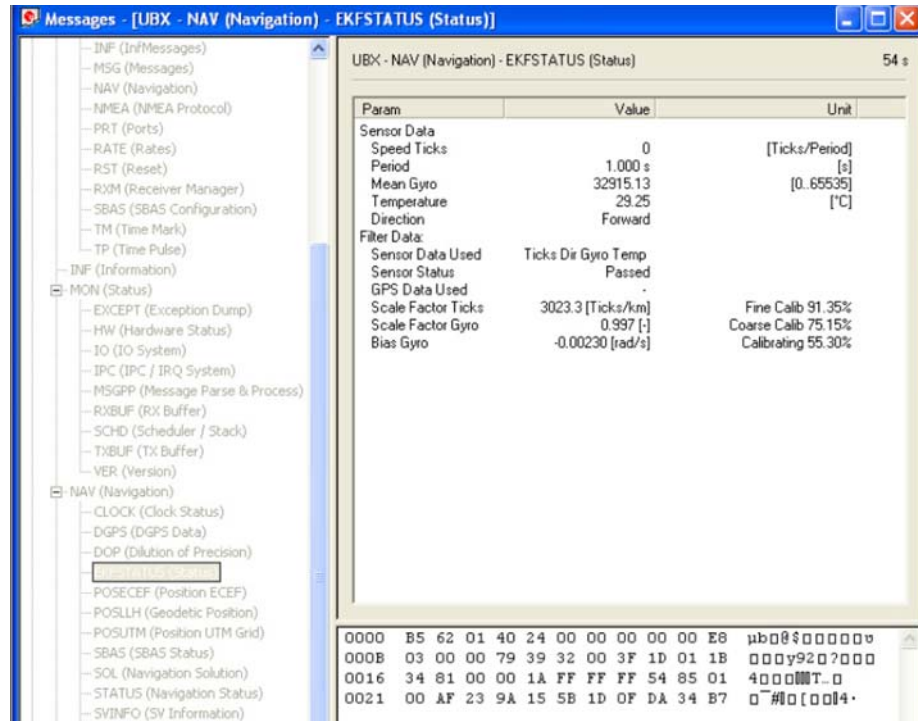 Messages - [UBX - NAV (Navigation) - EKFSTATUS (Status)]
INF (InfMessages)
MSG (Messages)
NAV (Navigation)
NMEA (NMEA Protocol)
PRT (Ports)
RATE (Rates)
RST (Reset)
RXM (Receiver Manager)
SBAS (SBAS Configuration)
TM (Time Mark)
TP (Time Pulse)
INF (Information)
MON (Status)
EXCEPT (Exception Dump)
HW (Hardware Status)
IO (IO System)
IPC (IPC / IRQ System)
MSGPP (Message Parse & Process)
RXBUF (RX Buffer)
SCHD (Scheduler / Stack)
TXBUF (TX Buffer)
VER (Version)
NAV (Navigation)
CLOCK (Clock Status)
DGPS (DGPS Data)
DOP (Dilution of Precision)
EKFSTATUS (Status)
POSECEF (Position ECEF)
POSLLH (Geodetic Position)
POSUTM (Position UTM Grid)
SBAS (SBAS Status)
SOL (Navigation Solution)
STATUS (Navigation Status)
SVINFO (SV Information)
UBX - NAV (Navigation) - EKFSTATUS (Status) 54 s
Param Value Unit
Sensor Data
Speed Ticks 0 [Ticks/Period]
Period 1.000 s [s]
Mean Gyro 32915.13 [0..65535]
Temperature 29.25 [°C]
Direction Forward
Filter Data:
Sensor Data Used Ticks Dir Gyro Temp
Sensor Status Passed
GPS Data Used -
Scale Factor Ticks 3023.3 [Ticks/km] Fine Calib 91.35%
Scale Factor Gyro 0.997 [-] Coarse Calib 75.15%
Bias Gyro -0.00230 [rad/s] Calibrating 55.30%
0000 B5 62 01 40 24 00 00 00 00 00 E8
000B 03 00 00 79 39 32 00 3F 1D 01 1B
0016 34 81 00 00 1A FF FF FF 54 85 01
0021 00 AF 23 9A 15 5B 1D 0F DA 34 B7